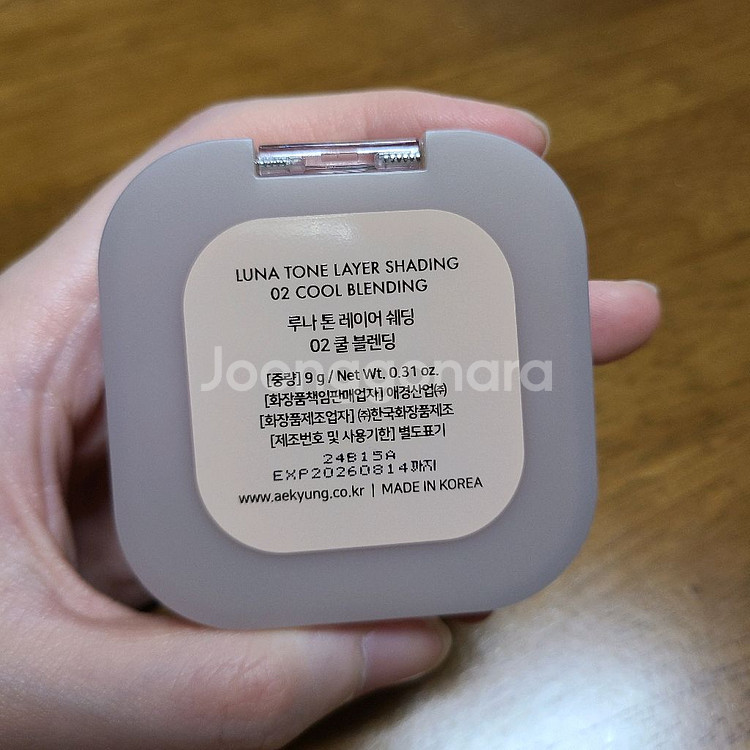 LUNA TONE LAYER SHADING
02 COOL BLENDING
루나 톤 레이어 쉐딩
02 쿨 블렌딩
Joonggonara
[중량] 9 g / Net Wt. 0.31 oz.
[화장품책임판매업자] 애경산업㈜
[화장품제조업자] ㈜한국화장품제조
[제조번호 및 사용기한] 별도표기
24B15A
EXP20260814까지
www.aekyung.co.kr | MADE IN KOREA